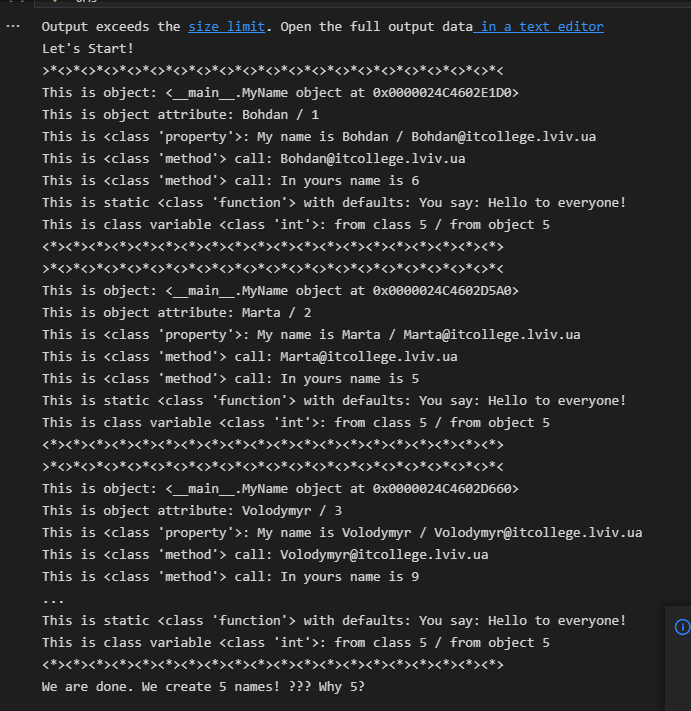 Output exceeds the size limit. Open the full output data in a text editor
Let's Start!
>*<>*<>*<>*<>*<>*<>*<>*<>*<>*<>*<>*<>*<>*<>*<>*<>*<>*<>*<>*<
This is object: <__main__.MyName object at 0x0000024C4602E1D0>
This is object attribute: Bohdan / 1
This is <class 'property'>: My name is Bohdan / Bohdan@itcollege.lviv.ua
This is <class 'method'> call: Bohdan@itcollege.lviv.ua
This is <class 'method'> call: In yours name is 6
This is static <class 'function'> with defaults: You say: Hello to everyone!
This is class variable <class 'int'>: from class 5 / from object 5
<*><*><*><*><*><*><*><*><*><*><*><*><*><*><*><*><*><*><*><*>
>*<>*<>*<>*<>*<>*<>*<>*<>*<>*<>*<>*<>*<>*<>*<>*<>*<>*<>*<>*<
This is object: <__main__.MyName object at 0x0000024C4602D5A0>
This is object attribute: Marta / 2
This is <class 'property'>: My name is Marta / Marta@itcollege.lviv.ua
This is <class 'method'> call: Marta@itcollege.lviv.ua
This is <class 'method'> call: In yours name is 5
This is static <class 'function'> with defaults: You say: Hello to everyone!
This is class variable <class 'int'>: from class 5 / from object 5
<*><*><*><*><*><*><*><*><*><*><*><*><*><*><*><*><*><*><*><*>
>*<>*<>*<>*<>*<>*<>*<>*<>*<>*<>*<>*<>*<>*<>*<>*<>*<>*<>*<>*<
This is object: <__main__.MyName object at 0x0000024C4602D660>
This is object attribute: Volodymyr / 3
This is <class 'property'>: My name is Volodymyr / Volodymyr@itcollege.lviv.ua
This is <class 'method'> call: Volodymyr@itcollege.lviv.ua
This is <class 'method'> call: In yours name is 9
...
This is static <class 'function'> with defaults: You say: Hello to everyone!
This is class variable <class 'int'>: from class 5 / from object 5
<*><*><*><*><*><*><*><*><*><*><*><*><*><*><*><*><*><*><*><*>
We are done. We create 5 names! ??? Why 5?